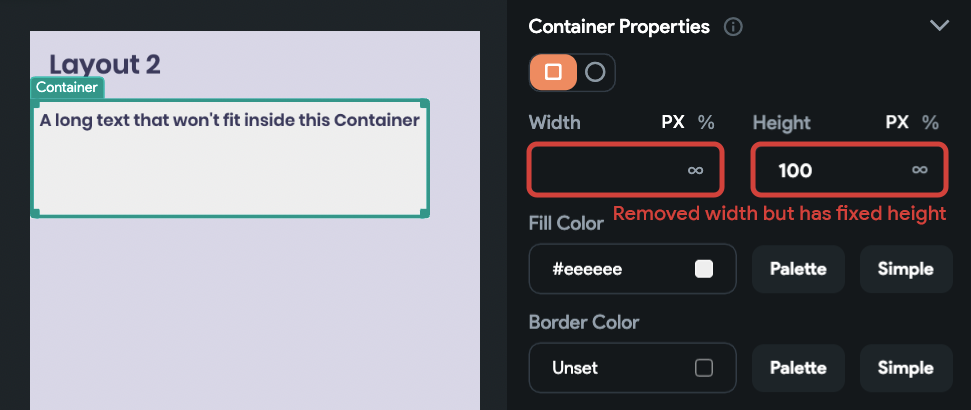 Layout 2
Container
A long text that won't fit inside this Container
Container Properties
Width PX % Height PX %
∞ 100 ∞
Removed width but has fixed height
Fill Color
#eeeeee Palette Simple
Border Color
Unset Palette Simple